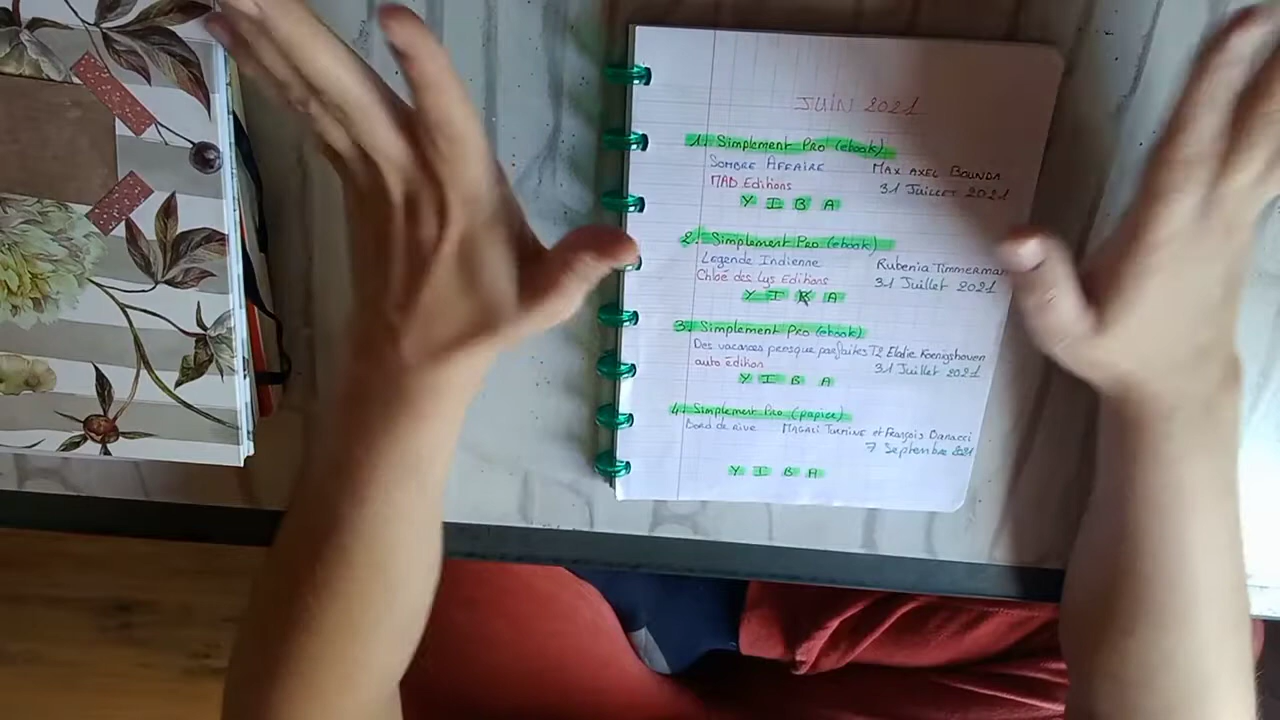 JUIN 2021
1. Simplement Pro (ebook)
SOMBRE AFFAIRE MAX AXEL BOUNDA
MAD Editions 31 JUILLET 2021
Y I B A
2. Simplement Pro (ebook)
Legende Indienne Rubenia Timmerman
Chloé des Lys Editions 31 Juillet 2021
Y I A
3. Simplement Pro (ebook)
Des vacances presque parfaites T2 Elodie Koenigshoven
auto édition 31 Juillet 2021
Y I B A
4. Simplement Pro (papier)
Bord de rive MAGALI et François
7 Septembre 2021
Y I B A